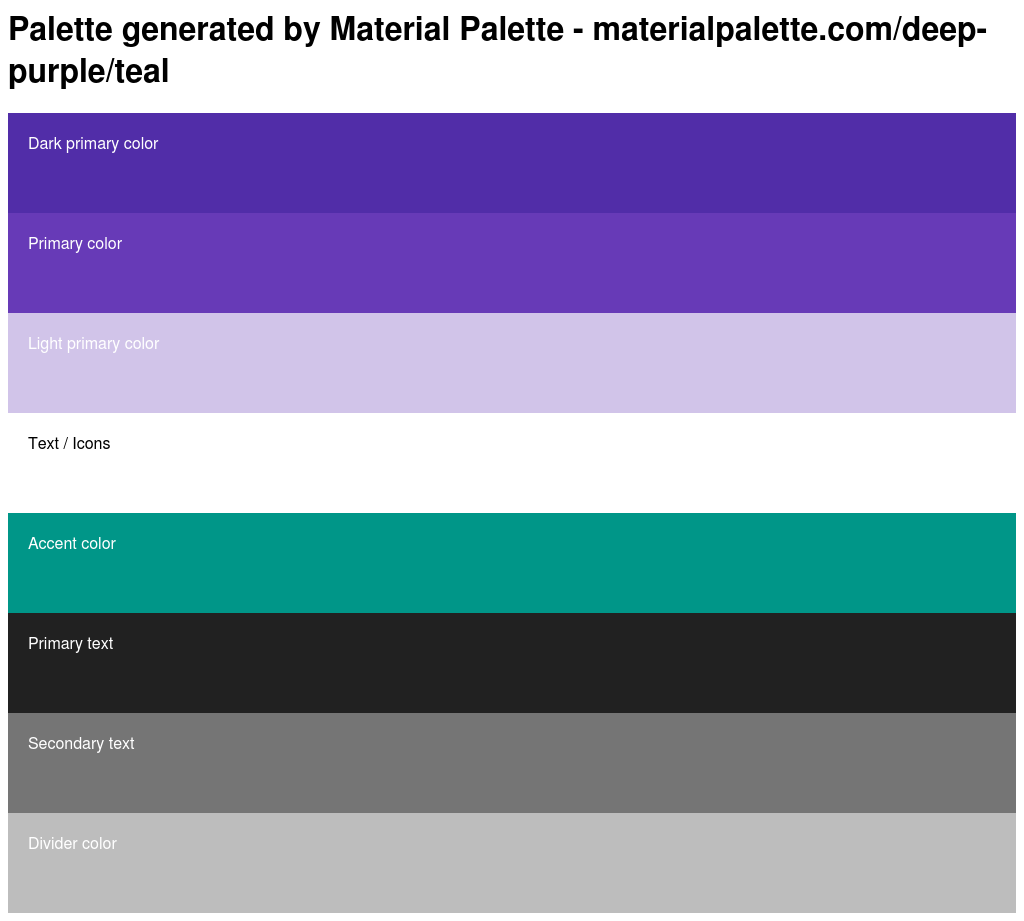 Palette generated by Material Palette - materialpalette.com/deep-
purple/teal
Dark primary color
Primary color
Light primary color
Text / Icons
Accent color
Primary text
Secondary text
Divider color